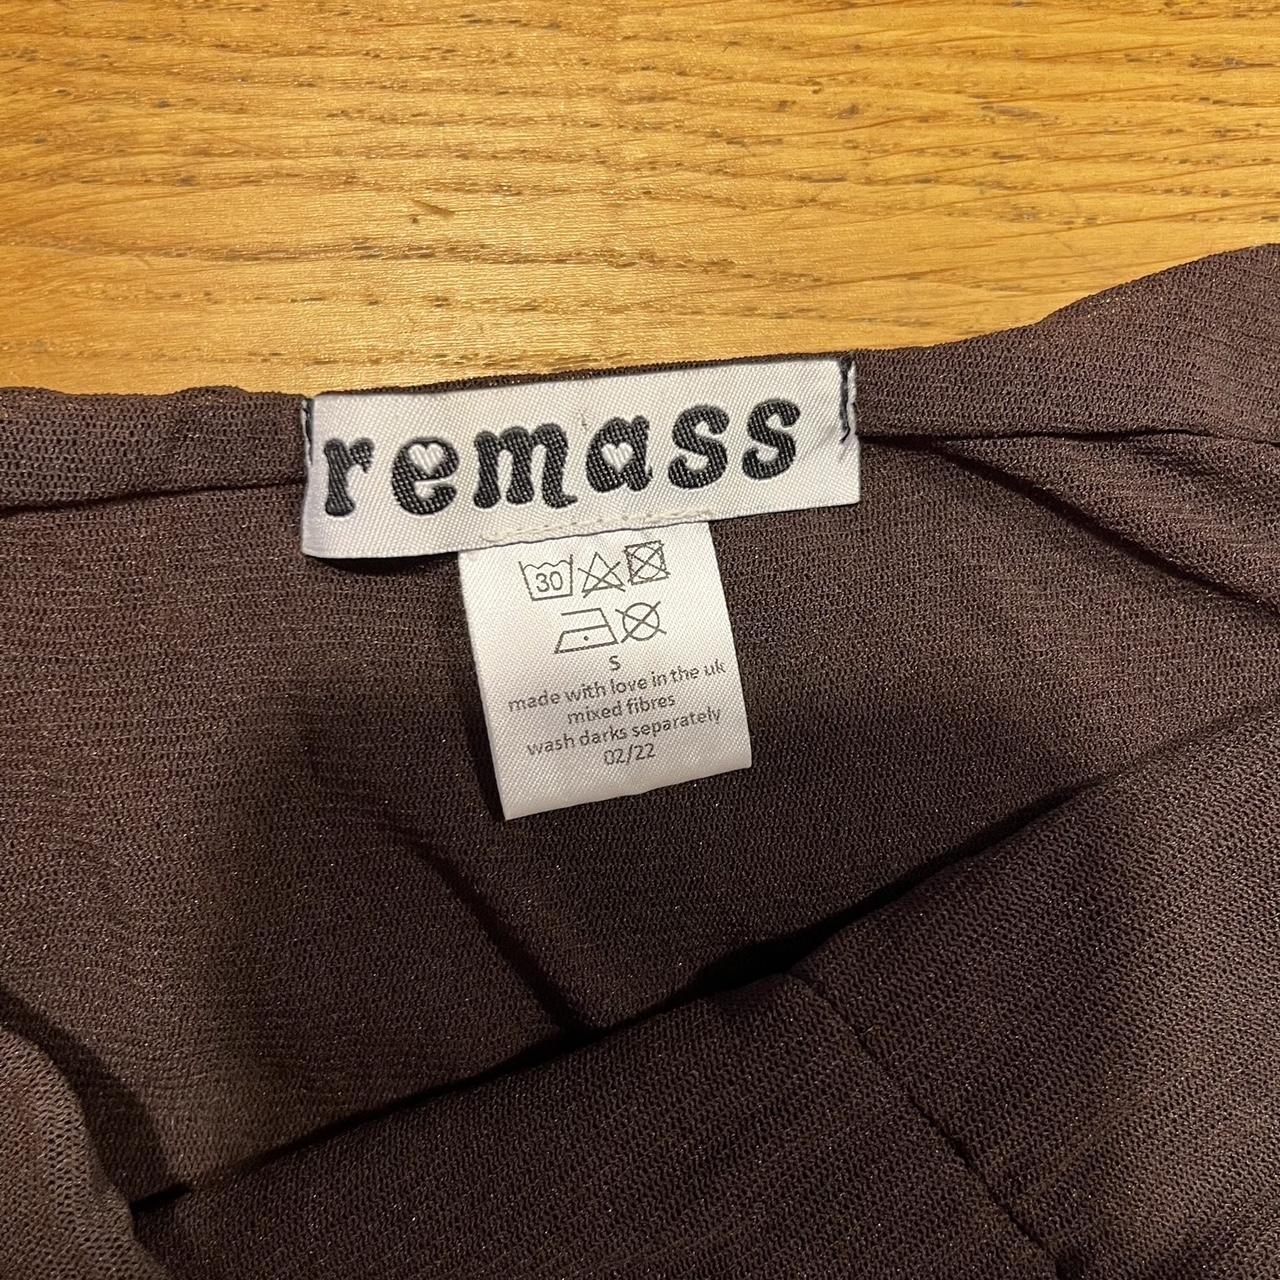 remass
30
S
made with love in the uk
mixed fibres
wash darks separately
02/22